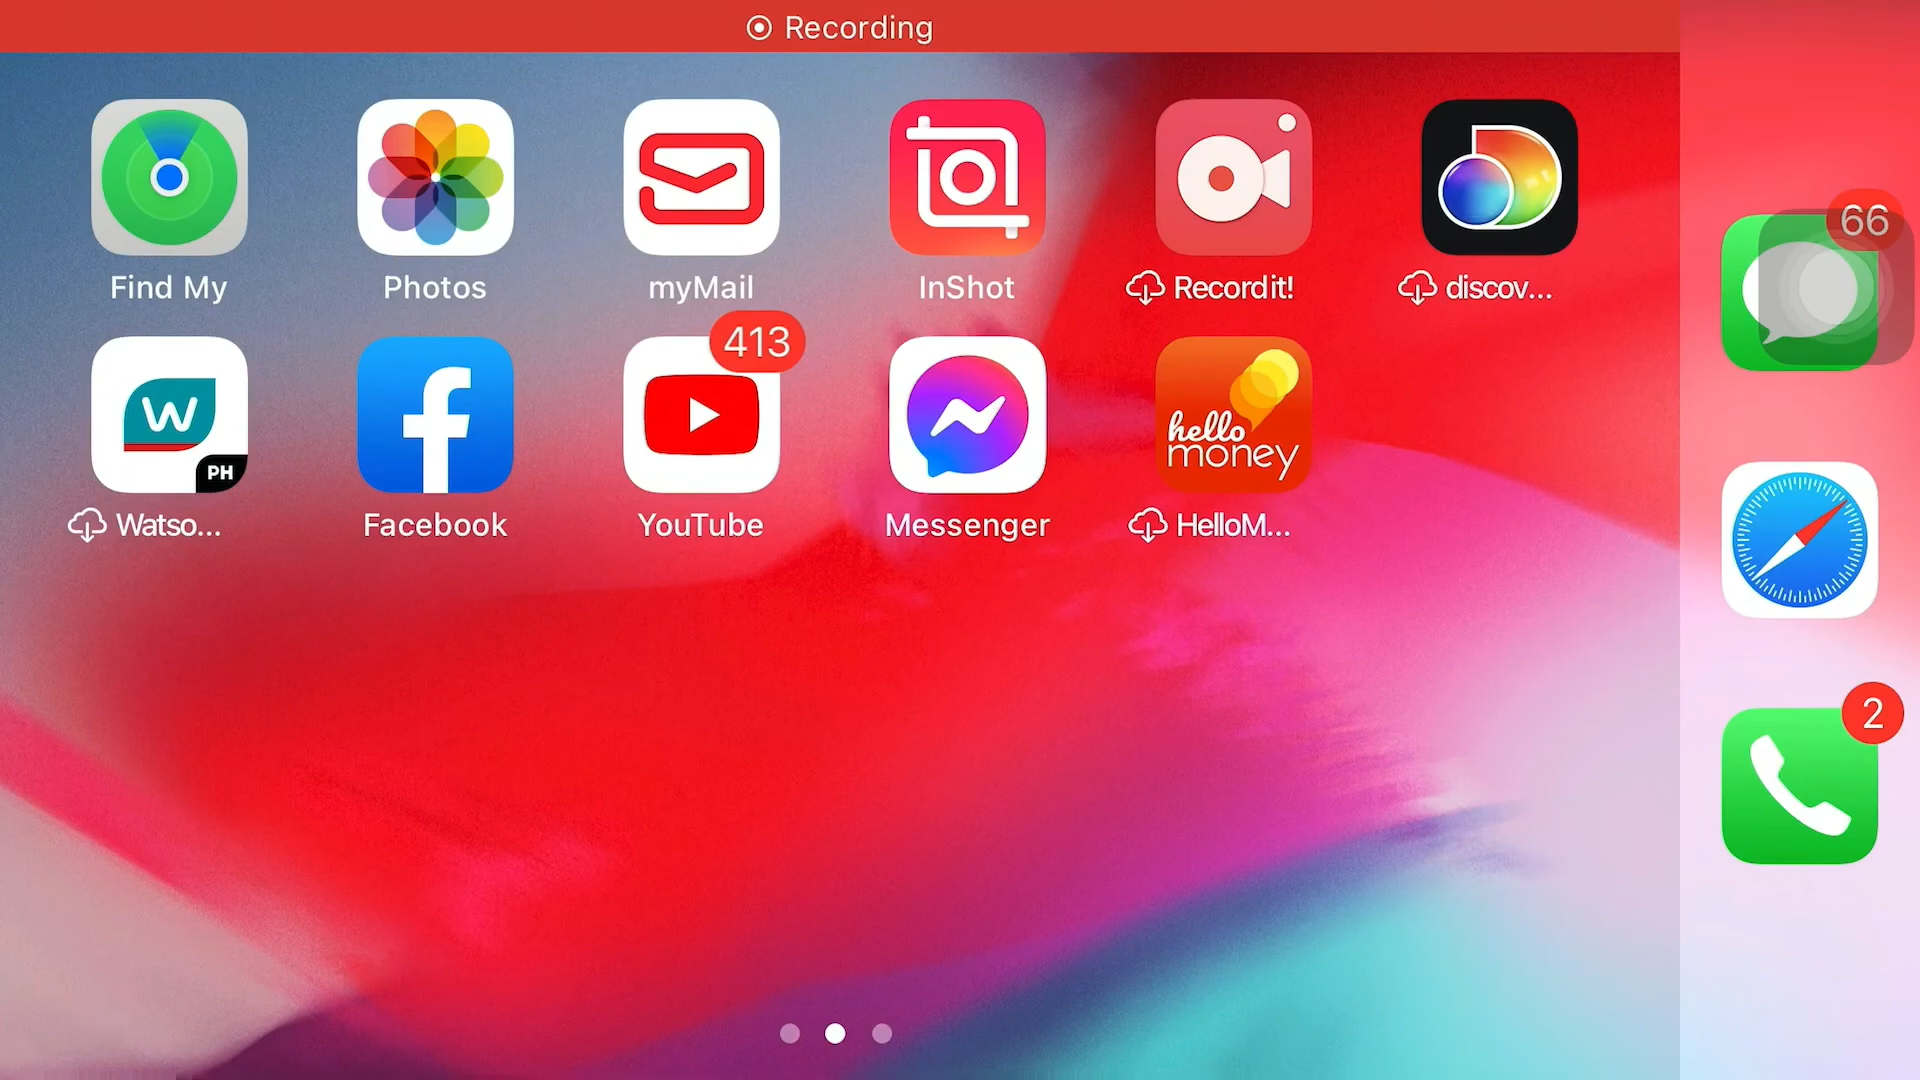 Recording
Find My
Photos
myMail
InShot
Recordit!
discov...
66
PH
Watso...
Facebook
413
YouTube
Messenger
hello
money
HelloM...
2